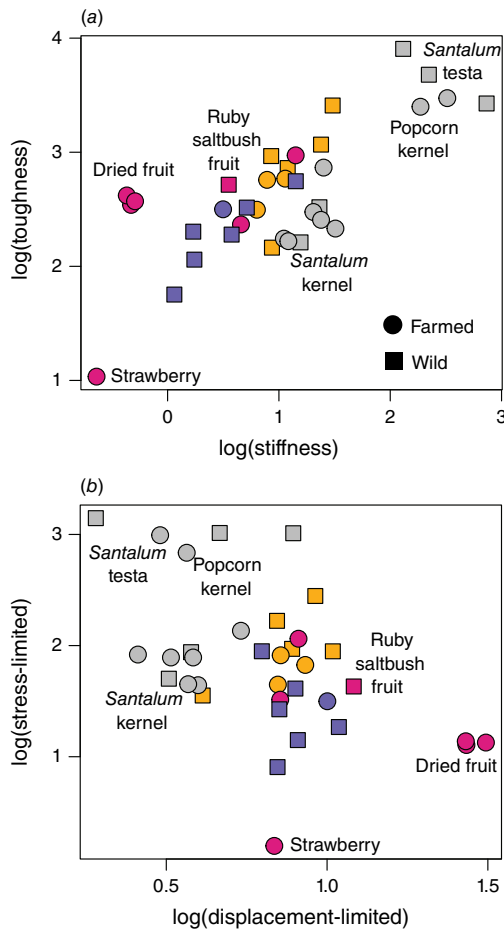 (a)
4
3
2
1
log(toughness)
Santalum
testa
Popcorn
kernel
Ruby
saltbush
fruit
Dried fruit
Santalum
kernel
Farmed
Wild
Strawberry
0
1
2
3
log(stiffness)
(b)
3
2
1
log(stress-limited)
Santalum
testa
Popcorn
kernel
Ruby
saltbush
fruit
Santalum
kernel
Dried fruit
Strawberry
0.5
1.0
1.5
log(displacement-limited)